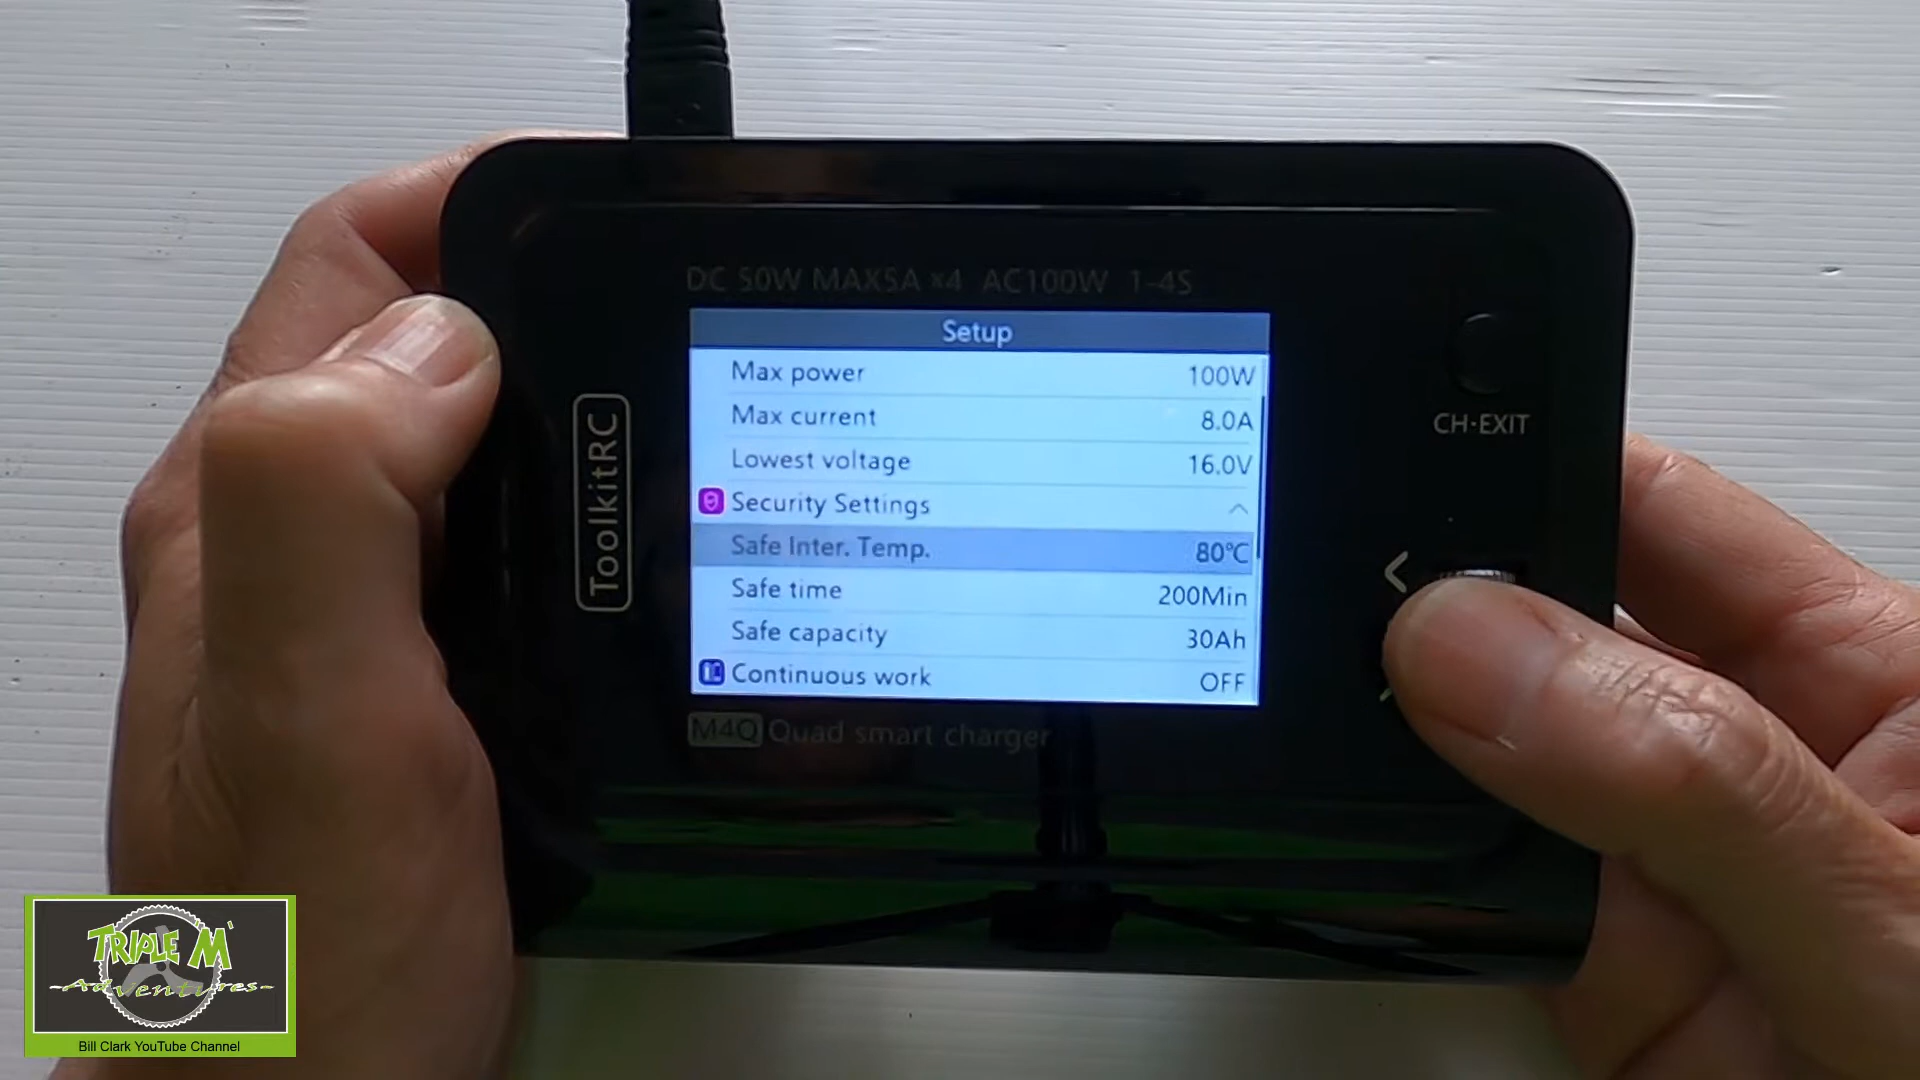 DC 50W MAX5A ×4 AC100W 1-4S
Setup
Max power 100W
Max current 8.0A
Lowest voltage 16.0V
Security Settings
Safe Inter. Temp. 80℃
Safe time 200Min
Safe capacity 30Ah
Continuous work OFF
M4Q Quad smart charger
ToolkitRC
CH·EXIT
TRIPLE M
-Adventures-
Bill Clark YouTube Channel